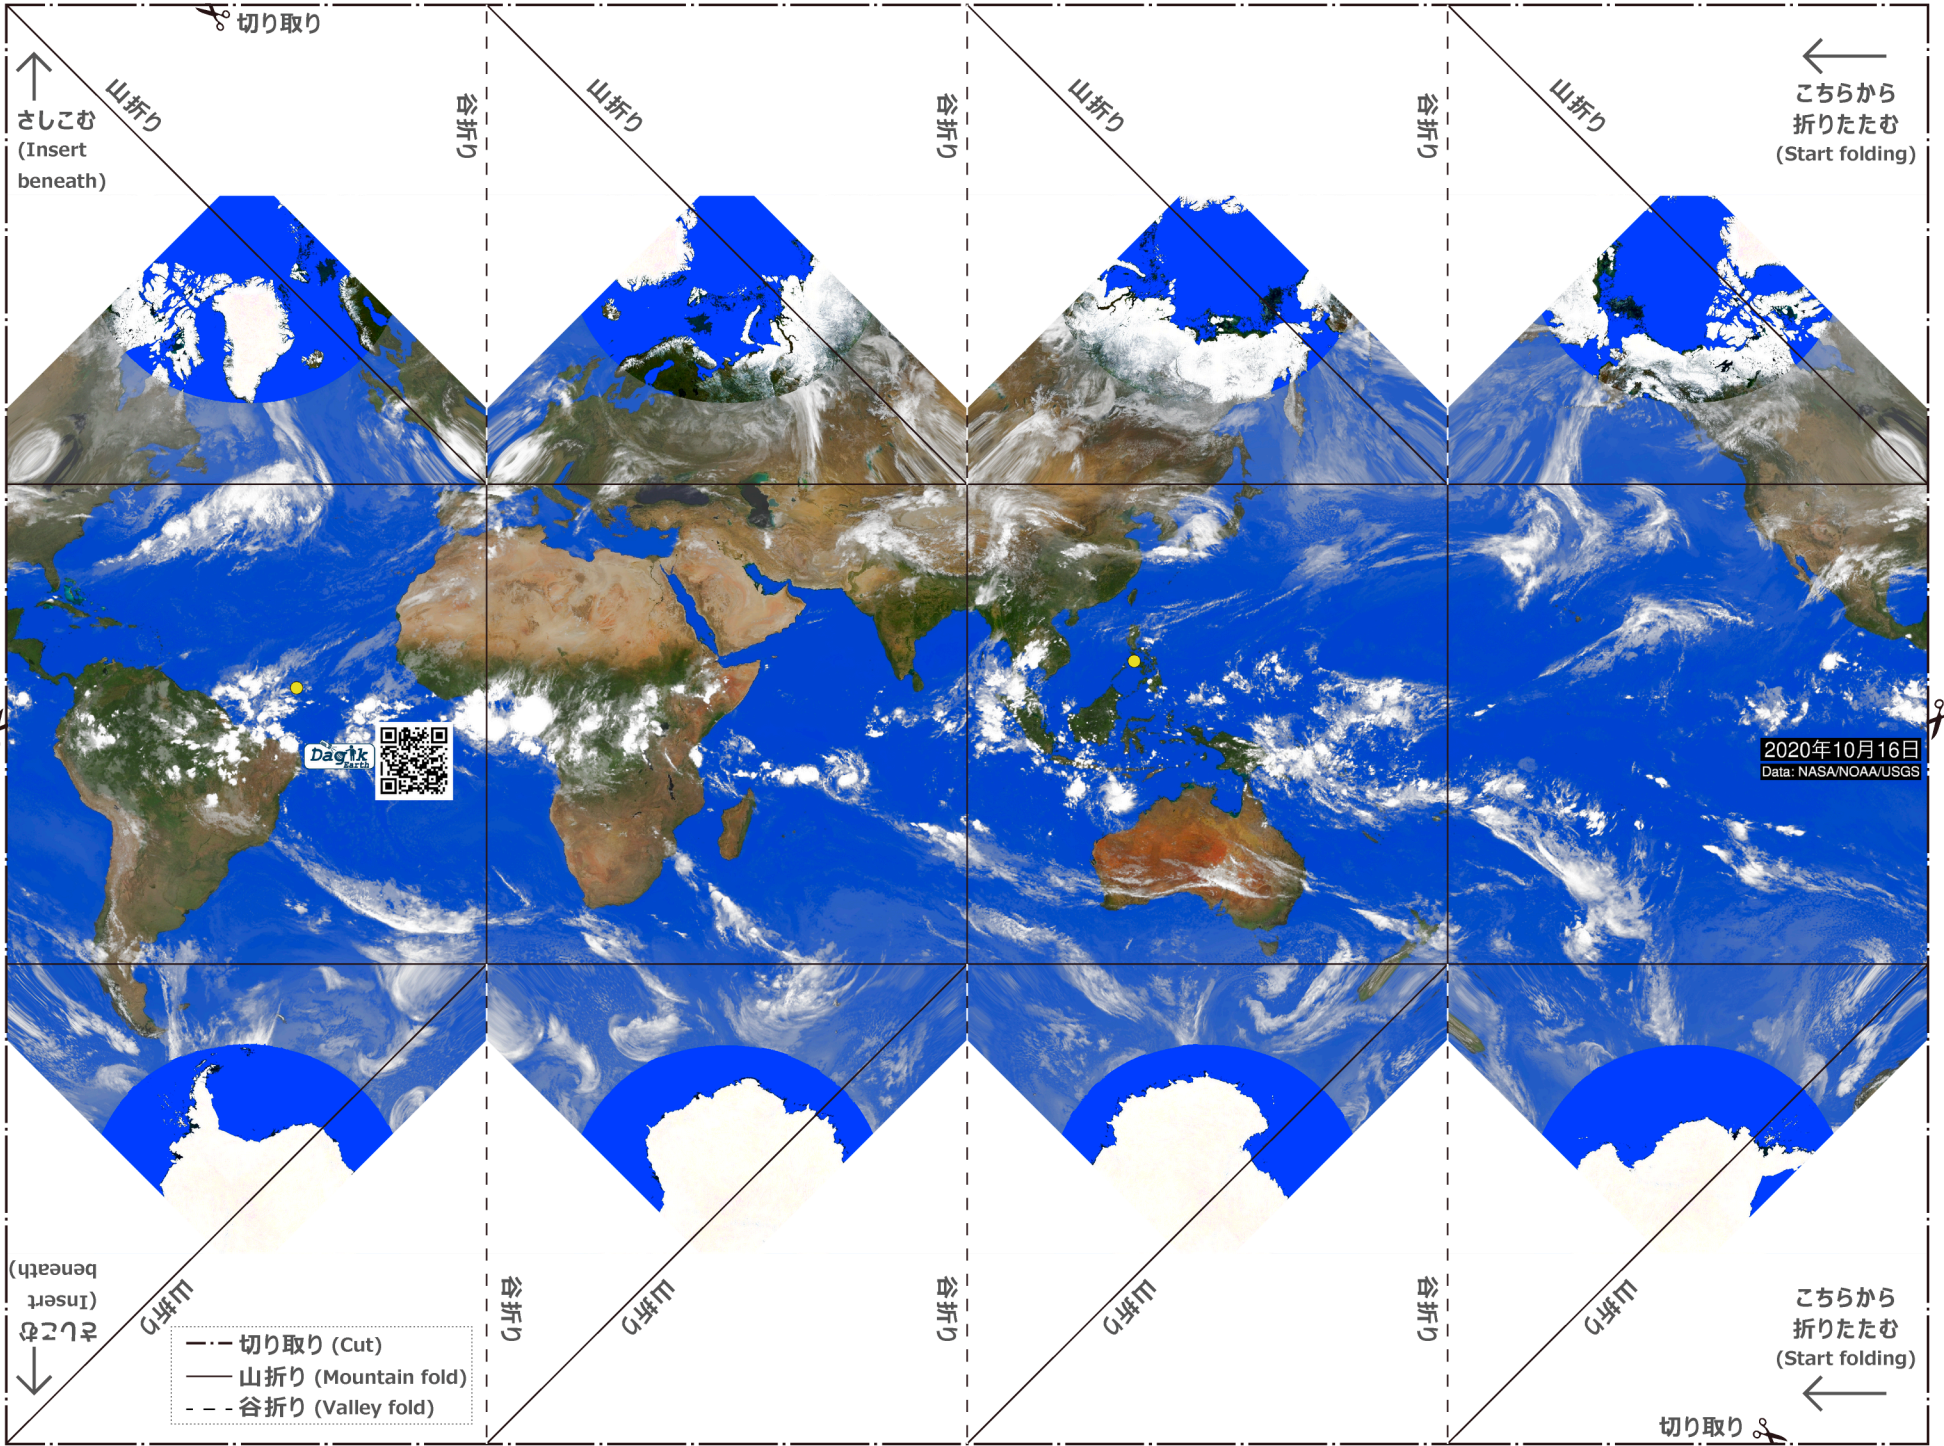 切り取り
さしこむ
(Insert
beneath)
山折り
谷折り
山折り
谷折り
山折り
谷折り
山折り
こちらから
折りたたむ
(Start folding)
Dagik
Earth
2020年10月16日
Data: NASA/NOAA/USGS
さしこむ
(Insert
beneath)
山折り
谷折り
山折り
谷折り
山折り
谷折り
山折り
こちらから
折りたたむ
(Start folding)
切り取り (Cut)
山折り (Mountain fold)
谷折り (Valley fold)
切り取り